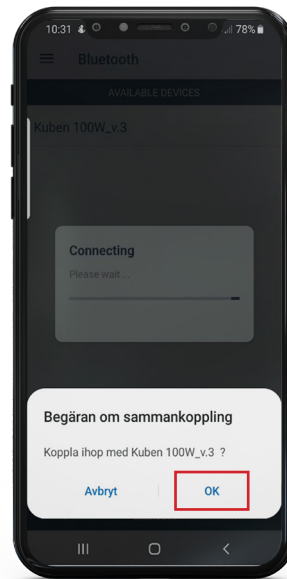 10:31 78%
Bluetooth
AVAILABLE DEVICES
Kuben 100W_v.3
Connecting
Please wait ...
Begäran om sammankoppling
Koppla ihop med Kuben 100W_v.3 ?
Avbryt OK